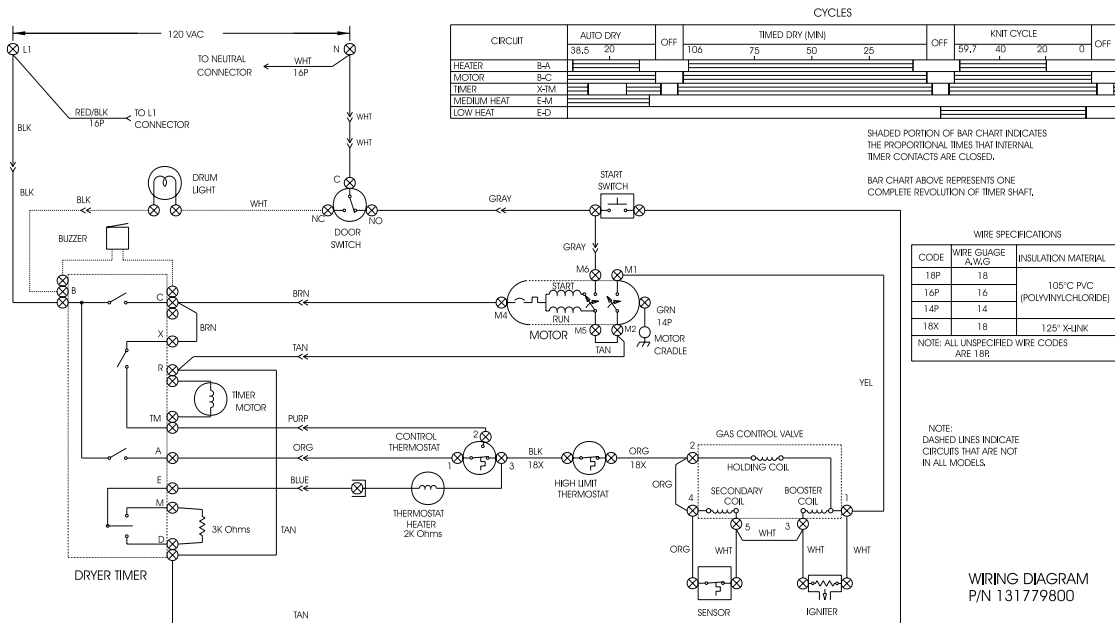 CYCLES
CIRCUIT
AUTO DRY
OFF
TIMED DRY (MIN)
OFF
KNIT CYCLE
OFF
38.5 20
106 75 50 25
59.7 40 20 0
HEATER B-A
MOTOR B-C
TIMER X-TM
MEDIUM HEAT E-M
LOW HEAT E-D
SHADED PORTION OF BAR CHART INDICATES
THE PROPORTIONAL TIMES THAT INTERNAL
TIMER CONTACTS ARE CLOSED.
BAR CHART ABOVE REPRESENTS ONE
COMPLETE REVOLUTION OF TIMER SHAFT.
WIRE SPECIFICATIONS
CODE
WIRE GUAGE
A.W.G
INSULATION MATERIAL
18P 18
16P 16
14P 14
105°C PVC
(POLYVINYLCHLORIDE)
18X 18 125° X-LINK
NOTE: ALL UNSPECIFIED WIRE CODES
ARE 18P.
NOTE:
DASHED LINES INDICATE
CIRCUITS THAT ARE NOT
IN ALL MODELS.
WIRING DIAGRAM
P/N 131779800
120 VAC
L1
N
TO NEUTRAL
CONNECTOR
WHT
16P
RED/BLK
16P
TO L1
CONNECTOR
BLK
WHT
WHT
BLK
BLK
DRUM
LIGHT
WHT
C
NC
NO
DOOR
SWITCH
GRAY
START
SWITCH
BUZZER
GRAY
B
C
BRN
M4
M6
M1
START
RUN
M5
M2
MOTOR
TAN
GRN
14P
MOTOR
CRADLE
X
BRN
TAN
R
TIMER
MOTOR
YEL
TM
PURP
CONTROL
THERMOSTAT
2
A
ORG
1
3
BLK
18X
HIGH LIMIT
THERMOSTAT
ORG
18X
GAS CONTROL VALVE
2
HOLDING COIL
ORG
SECONDARY
COIL
BOOSTER
COIL
4
1
5
3
WHT
E
BLUE
THERMOSTAT
HEATER
2K Ohms
M
3K Ohms
D
TAN
ORG
WHT
WHT
WHT
SENSOR
IGNITER
DRYER TIMER
TAN